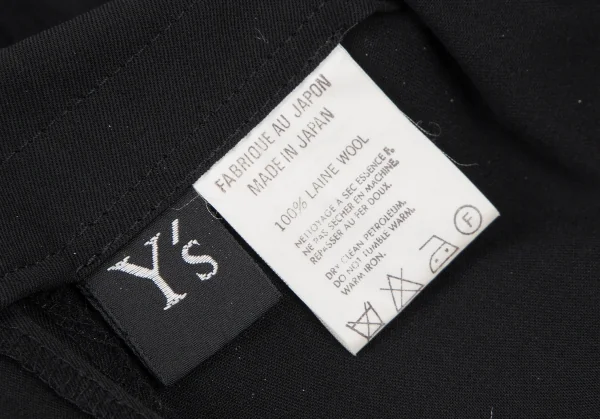 Y's
FABRIQUE AU JAPON
MADE IN JAPAN
100% LAINE WOOL
NETTOYAGE A SEC ESSENCE F.
NE PAS SECHER EN MACHINE.
REPASSER AU FER DOUX.
DRY CLEAN PETROLEUM.
DO NOT TUMBLE WARM.
WARM IRON.
F